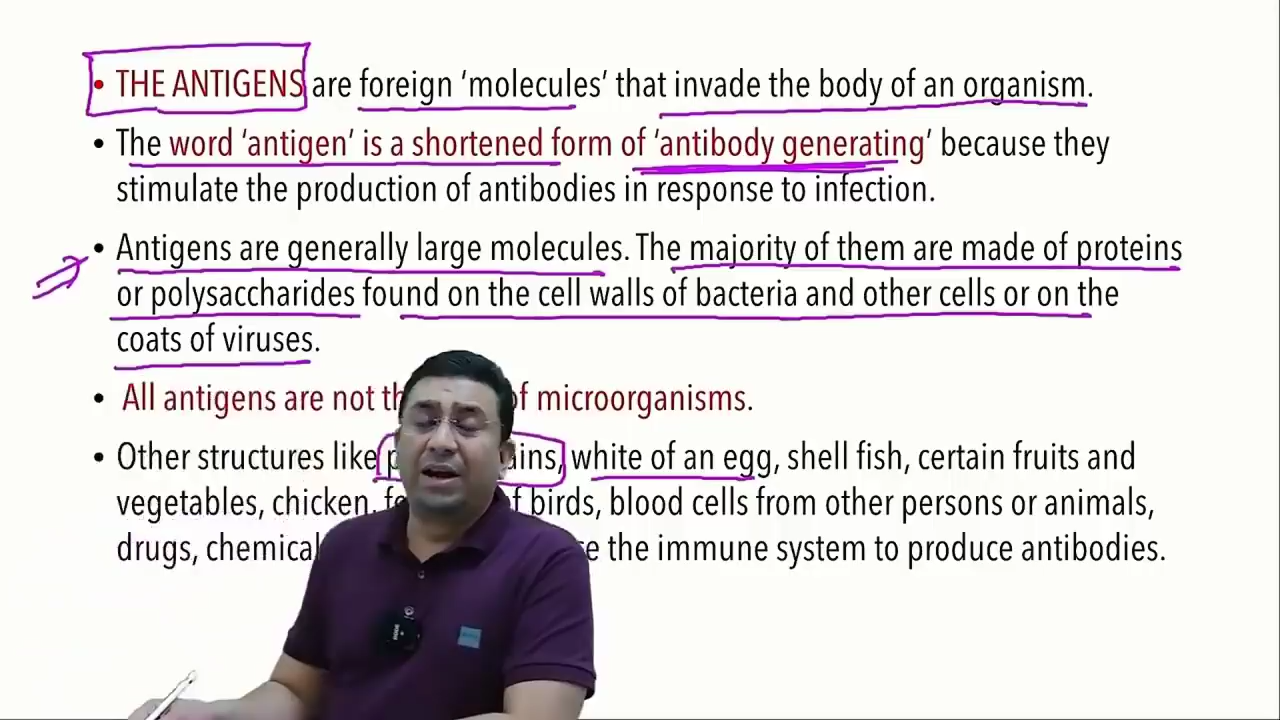 • THE ANTIGENS are foreign ‘molecules’ that invade the body of an organism.
• The word ‘antigen’ is a shortened form of ‘antibody generating’ because they
stimulate the production of antibodies in response to infection.
• Antigens are generally large molecules. The majority of them are made of proteins
or polysaccharides found on the cell walls of bacteria and other cells or on the
coats of viruses.
• All antigens are not of microorganisms.
• Other structures like white of an egg, shell fish, certain fruits and
vegetables, chicken, of birds, blood cells from other persons or animals,
drugs, the immune system to produce antibodies.